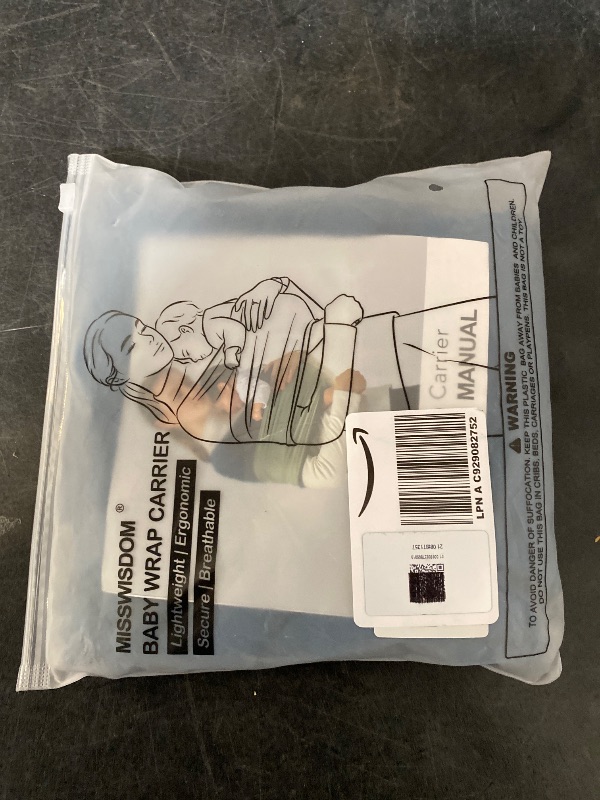 MISSWISDOM®
BABY WRAP CARRIER
Lightweight | Ergonomic
Secure | Breathable
Carrier
MANUAL
LPN A C929082752
⚠ WARNING
TO AVOID DANGER OF SUFFOCATION, KEEP THIS PLASTIC BAG AWAY FROM BABIES AND CHILDREN.
DO NOT USE THIS BAG IN CRIBS, BEDS, CARRIAGES OR PLAYPENS. THIS BAG IS NOT A TOY.